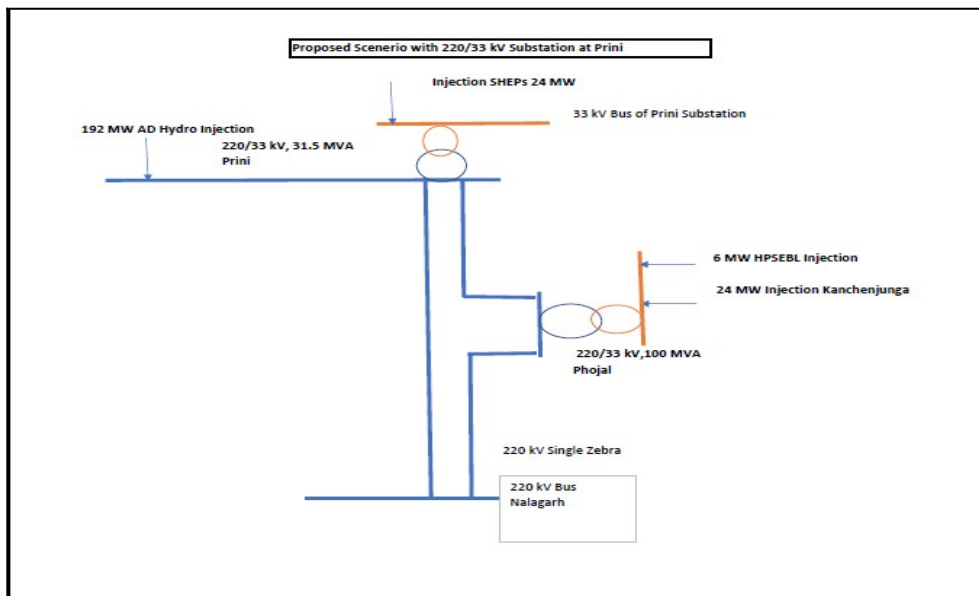 Proposed Scenerio with 220/33 kV Substation at Prini
Injection SHEPs 24 MW
33 kV Bus of Prini Substation
192 MW AD Hydro Injection
220/33 kV, 31.5 MVA
Prini
6 MW HPSEBL Injection
24 MW Injection Kanchenjunga
220/33 kV,100 MVA
Phojal
220 kV Single Zebra
220 kV Bus
Nalagarh